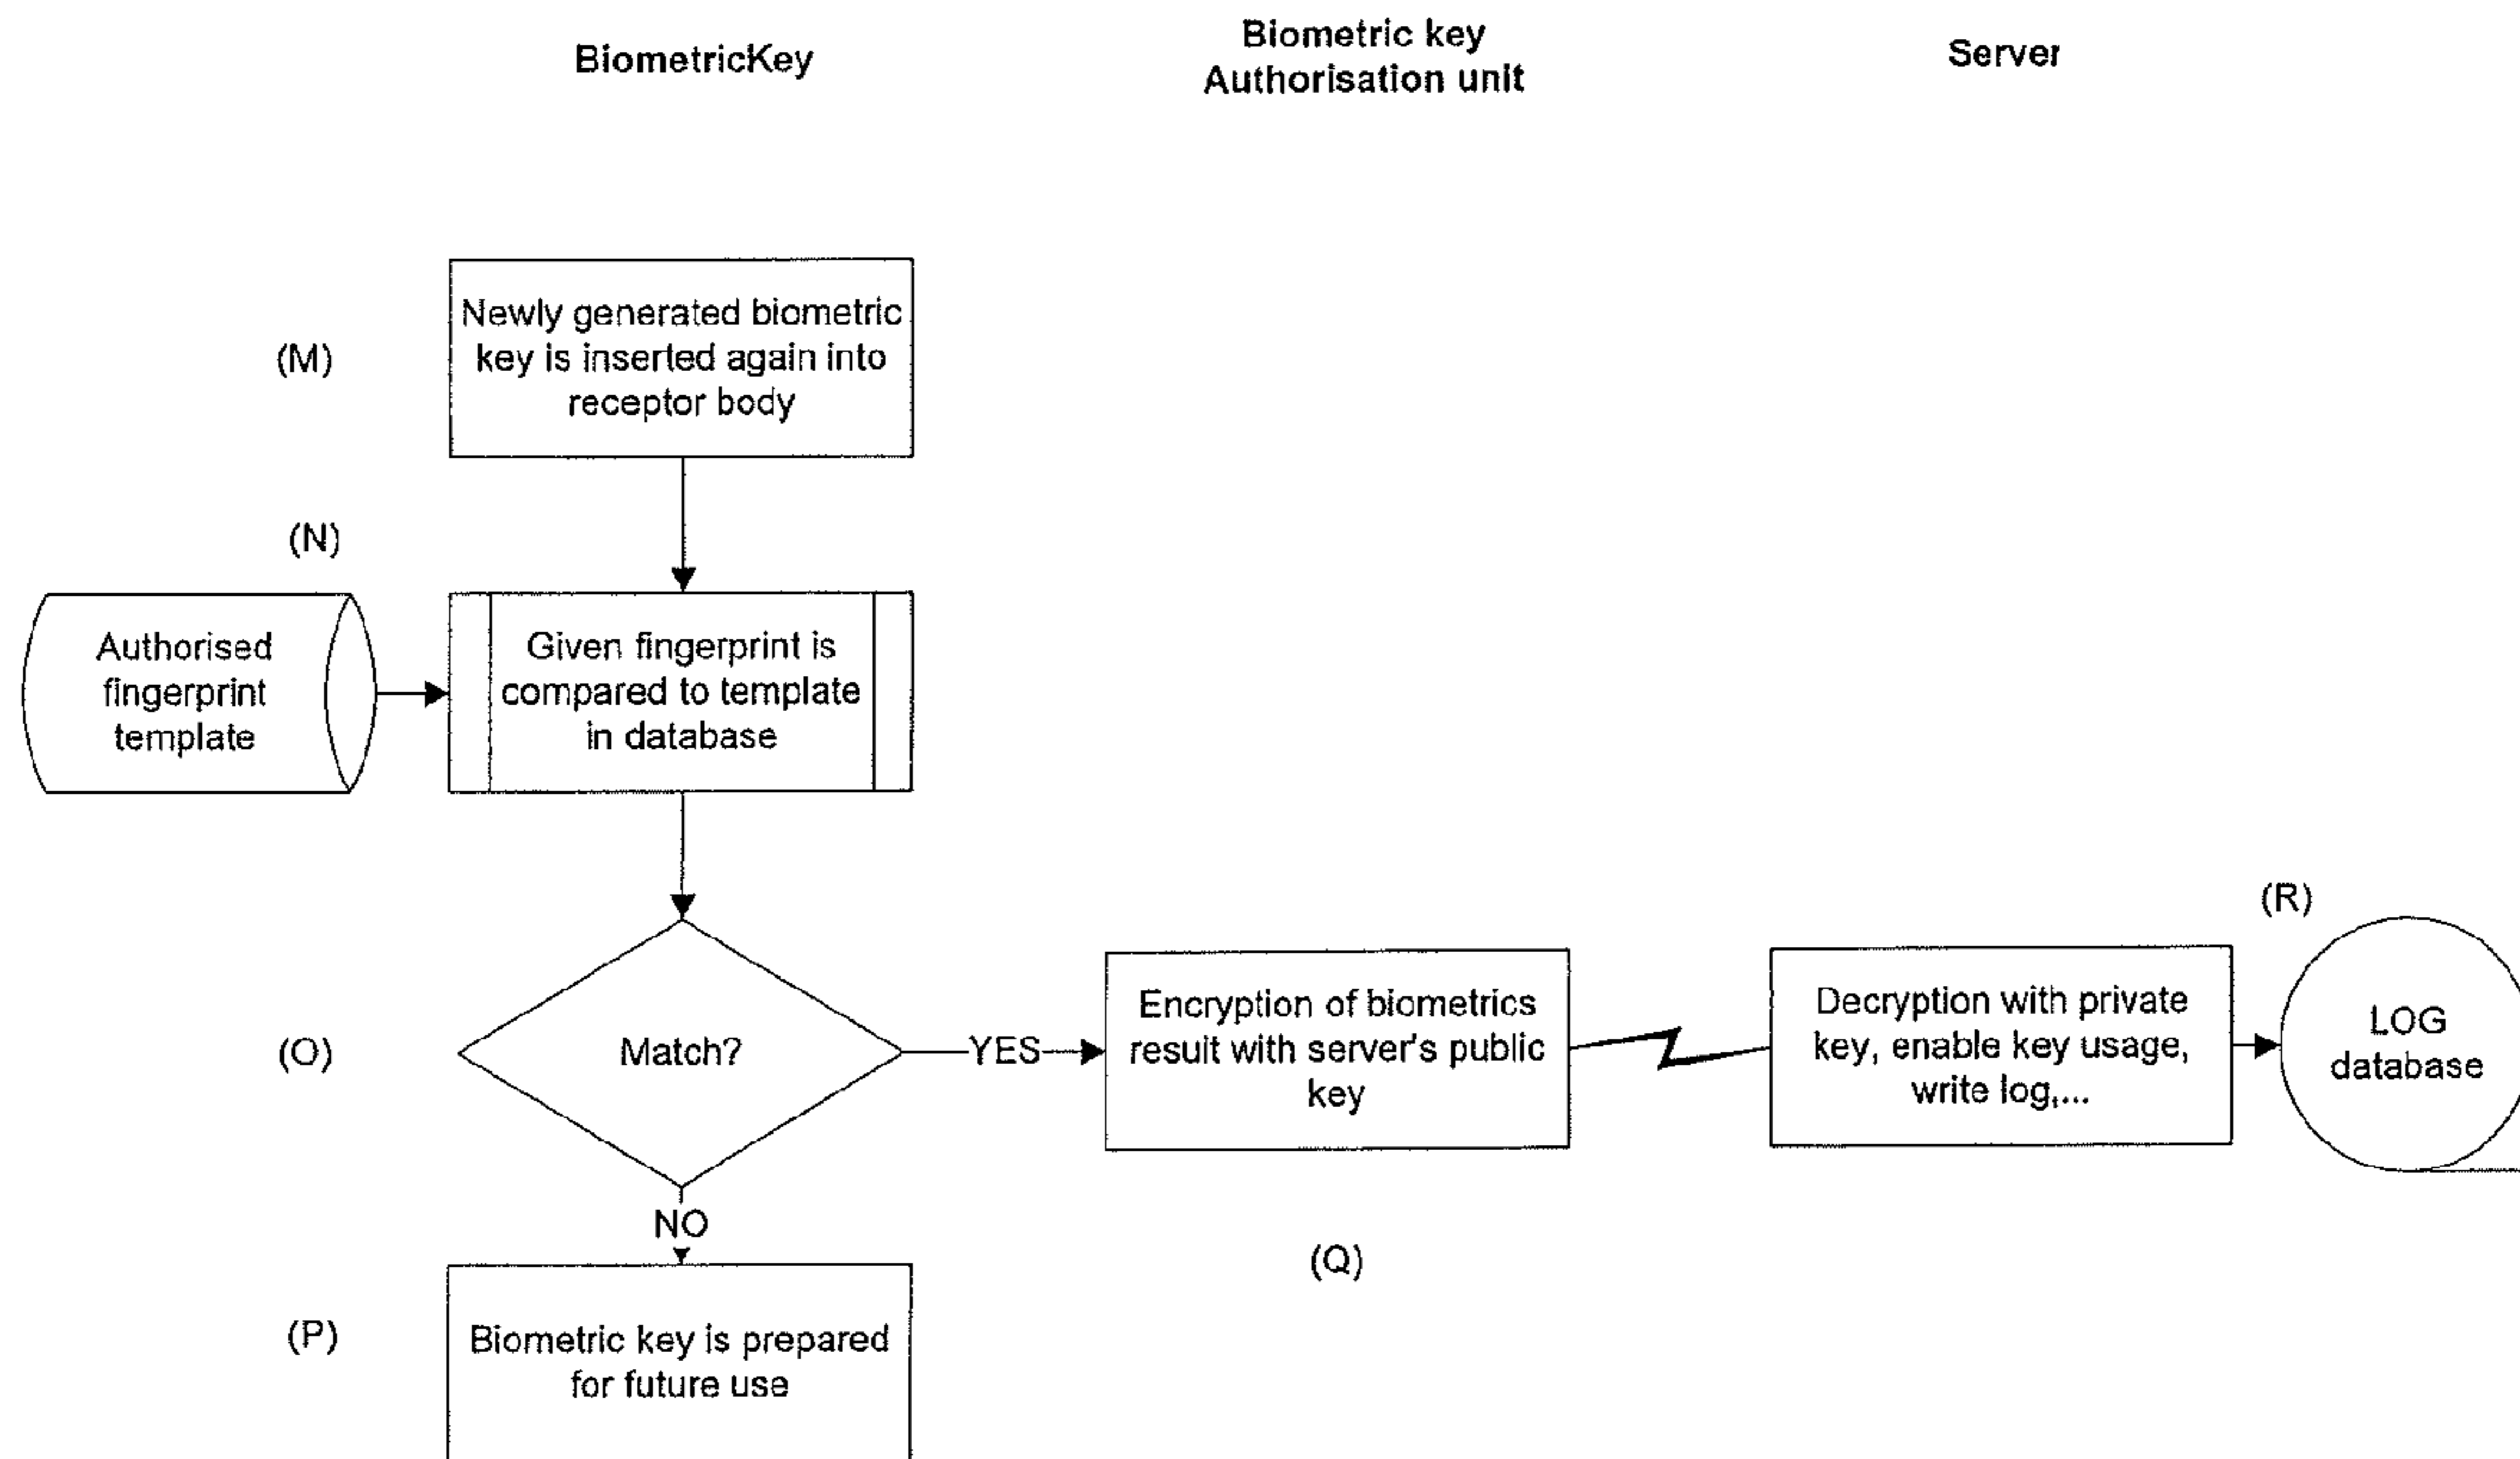 BiometricKey
Biometric key
Authorisation unit
Server
(M)
Newly generated biometric
key is inserted again into
receptor body
(N)
Authorised
fingerprint
template
Given fingerprint is
compared to template
in database
(O)
Match?
YES
Encryption of biometrics
result with server's public
key
Decryption with private
key, enable key usage,
write log,...
(R)
LOG
database
NO
(Q)
(P)
Biometric key is prepared
for future use